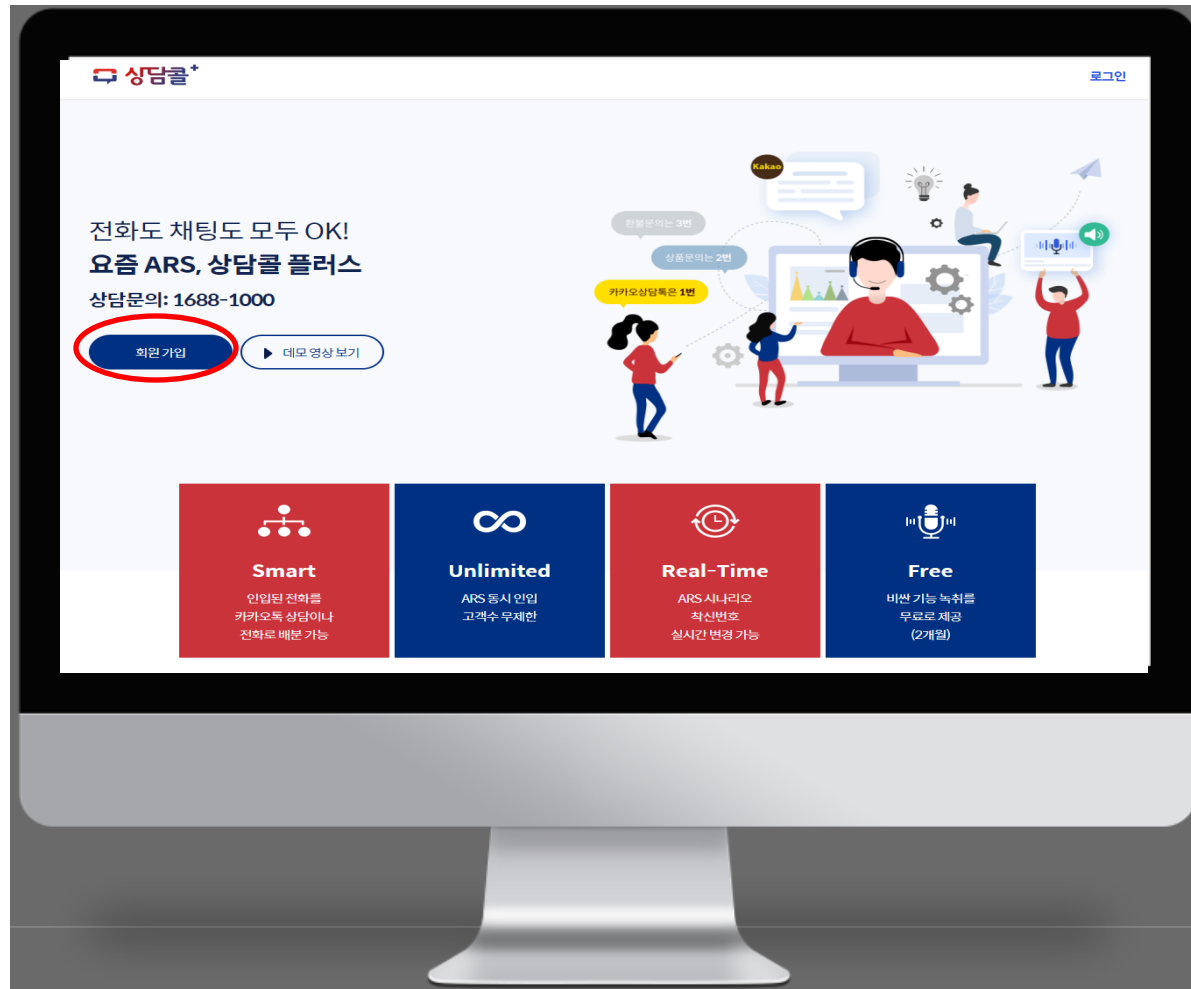 상담콜+
로그인
전화도 채팅도 모두 OK!
요즘 ARS, 상담콜 플러스
상담문의: 1688-1000
회원 가입
데모 영상 보기
Kakao
환불문의는 3번
상품문의는 2번
카카오상담톡은 1번
Smart
인입된 전화를
카카오톡 상담이나
전화로 배분 가능
Unlimited
ARS 동시 인입
고객수 무제한
Real-Time
ARS 시나리오
착신번호
실시간 변경 가능
Free
비싼 기능 녹취를
무료로 제공
(2개월)